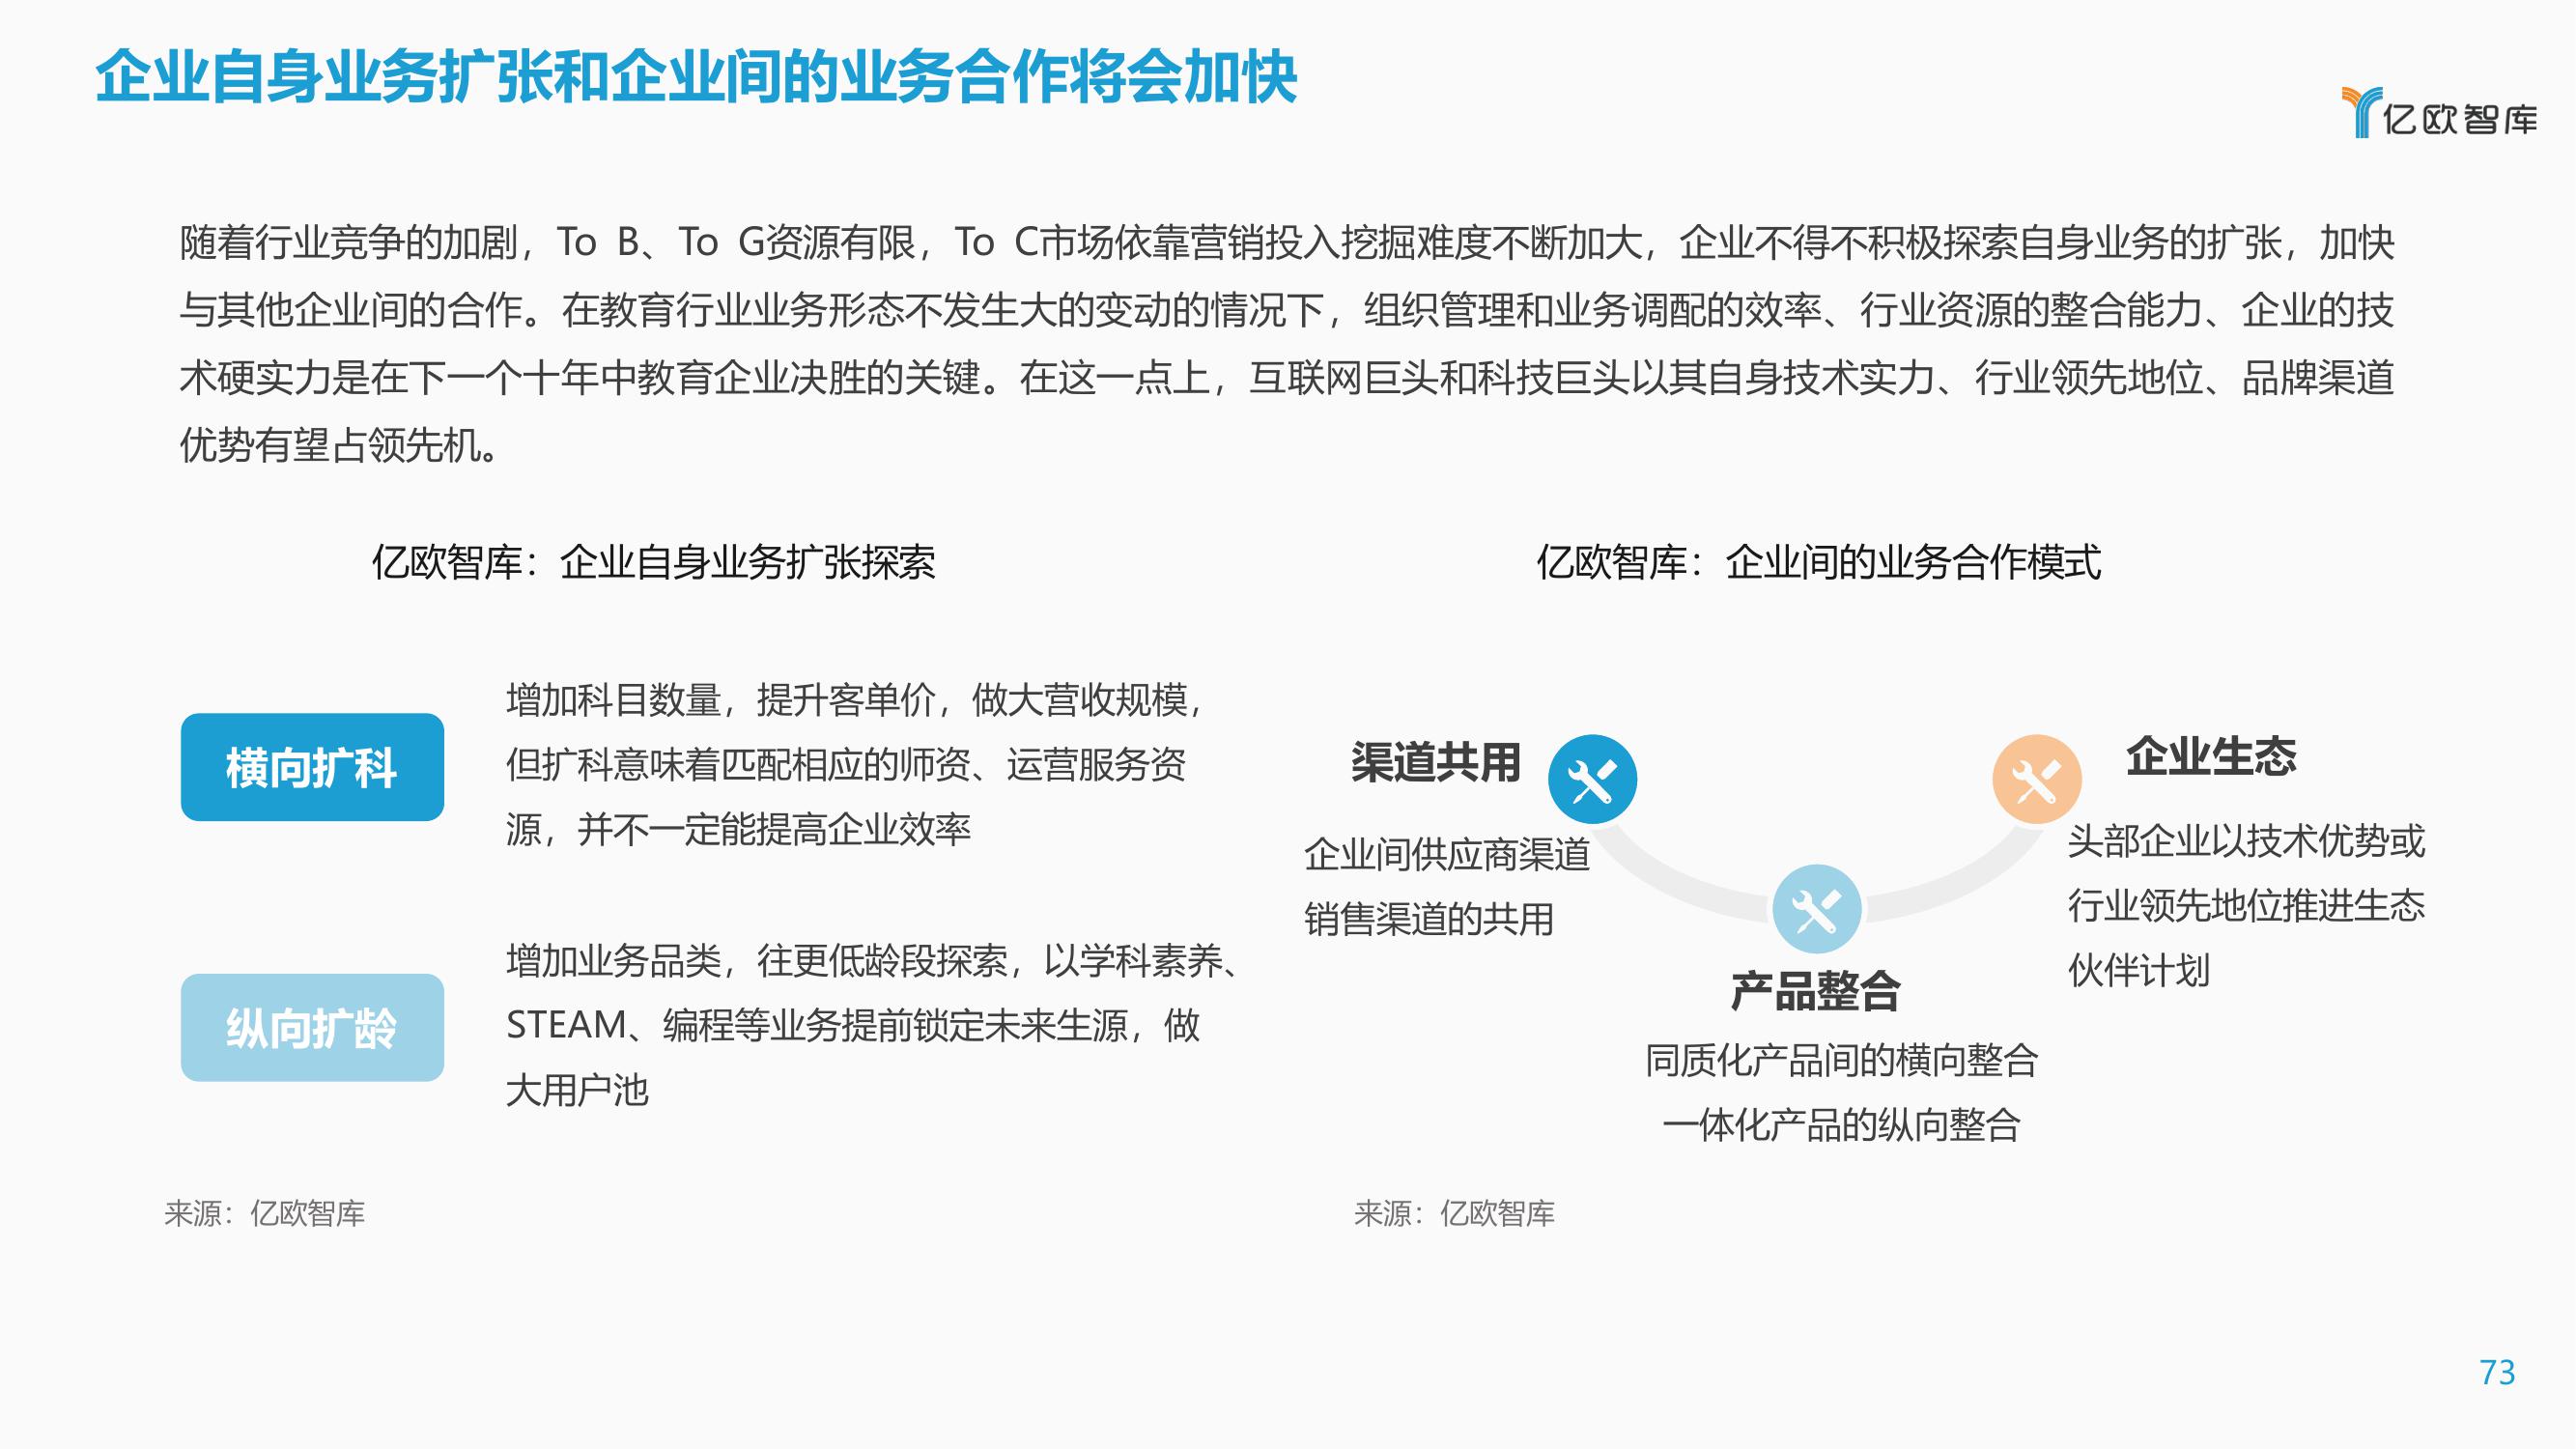 企业自身业务扩张和企业间的业务合作将会加快
亿欧智库
随着行业竞争的加剧，To B、To G资源有限，To C市场依靠营销投入挖掘难度不断加大，企业不得不积极探索自身业务的扩张，加快
与其他企业间的合作。在教育行业业务形态不发生大的变动的情况下，组织管理和业务调配的效率、行业资源的整合能力、企业的技
术硬实力是在下一个十年中教育企业决胜的关键。在这一点上，互联网巨头和科技巨头以其自身技术实力、行业领先地位、品牌渠道
优势有望占领先机。
亿欧智库：企业自身业务扩张探索
横向扩科
增加科目数量，提升客单价，做大营收规模，
但扩科意味着匹配相应的师资、运营服务资
源，并不一定能提高企业效率
纵向扩龄
增加业务品类，往更低龄段探索，以学科素养、
STEAM、编程等业务提前锁定未来生源，做
大用户池
来源：亿欧智库
亿欧智库：企业间的业务合作模式
渠道共用
企业间供应商渠道
销售渠道的共用
产品整合
同质化产品间的横向整合
一体化产品的纵向整合
企业生态
头部企业以技术优势或
行业领先地位推进生态
伙伴计划
来源：亿欧智库
73